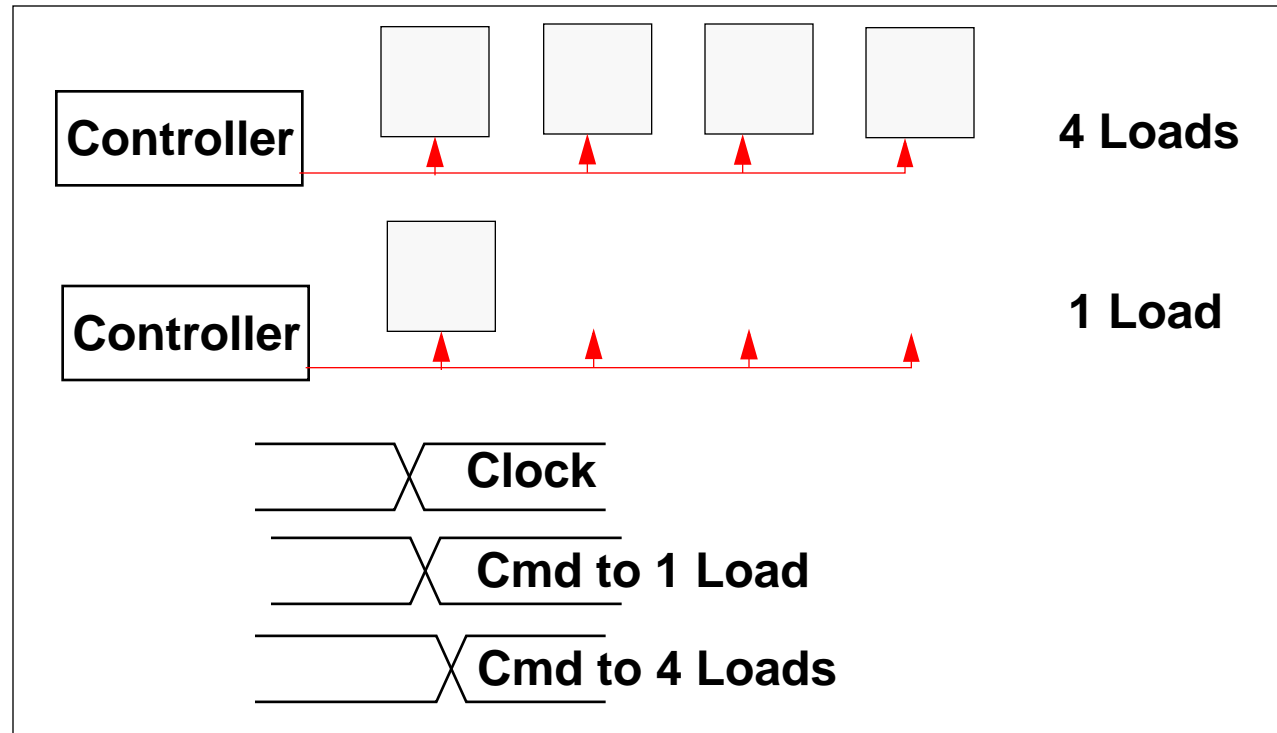 Controller
4 Loads
Controller
1 Load
Clock
Cmd to 1 Load
Cmd to 4 Loads